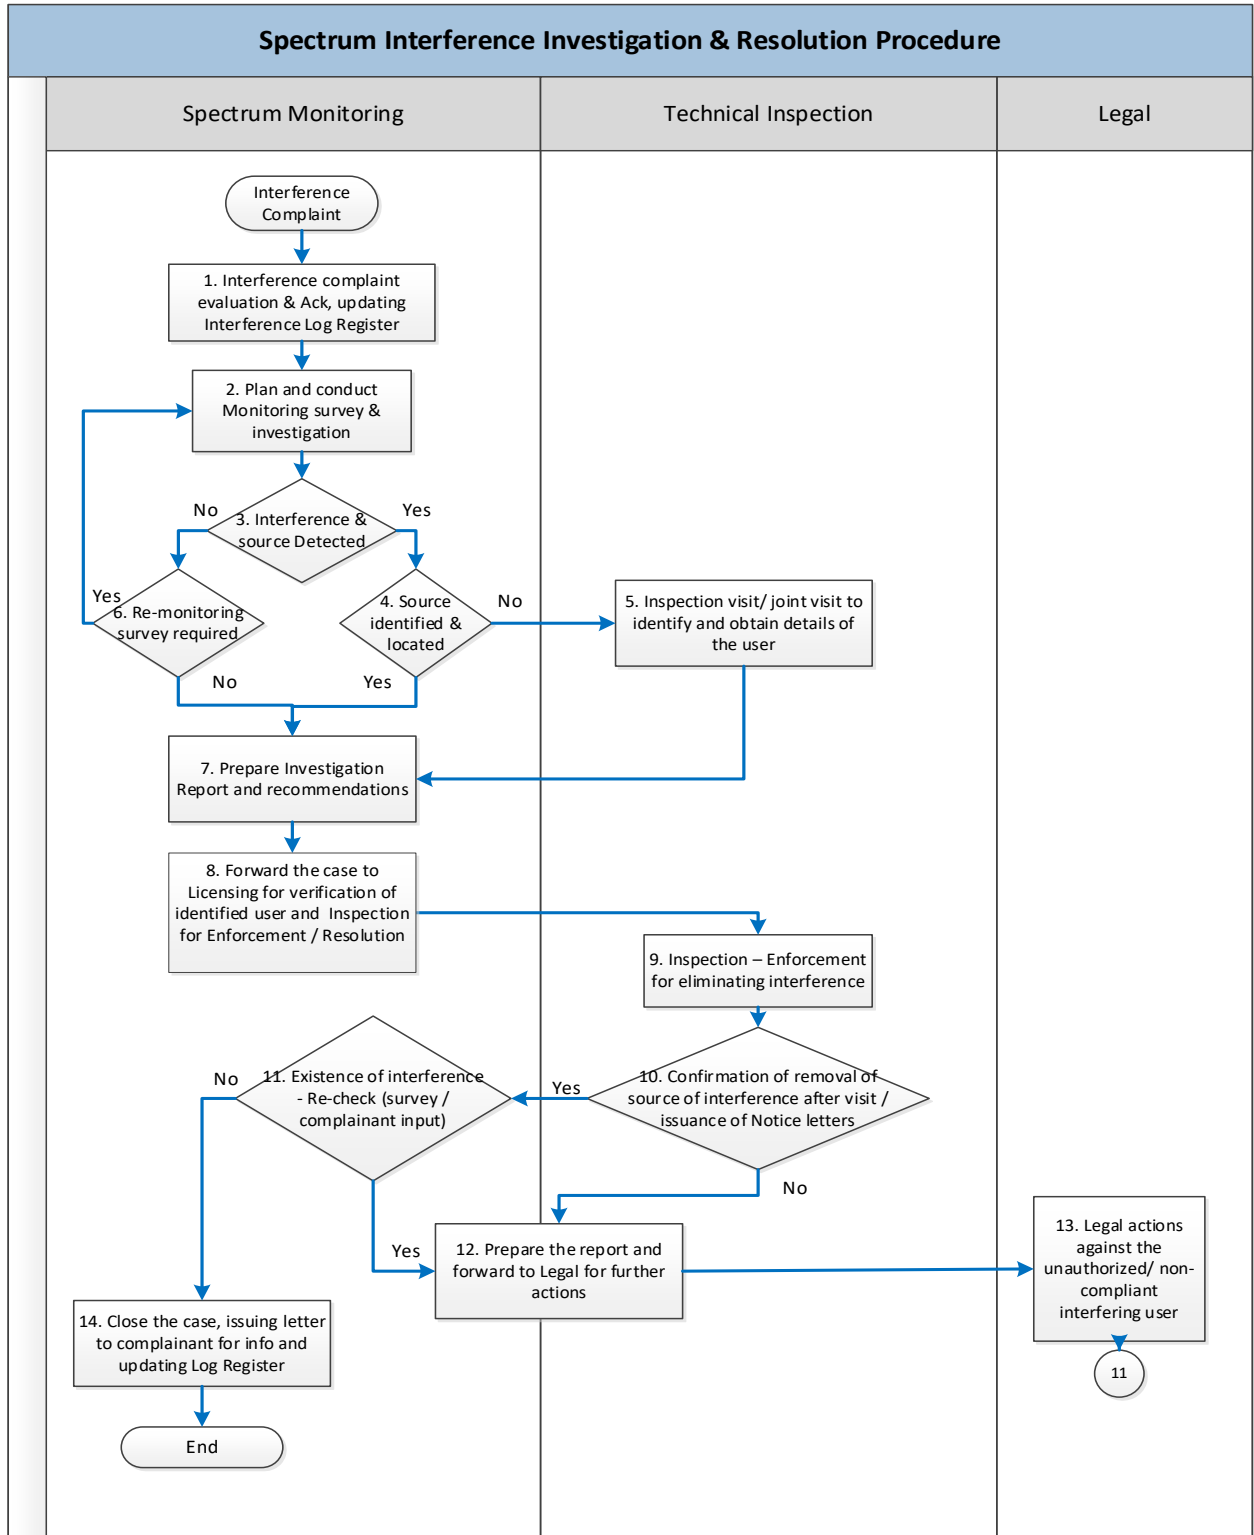 Spectrum Interference Investigation & Resolution Procedure
Spectrum Monitoring
Technical Inspection
Legal
Interference
Complaint
1. Interference complaint
evaluation & Ack, updating
Interference Log Register
2. Plan and conduct
Monitoring survey &
investigation
No
Yes
3. Interference &
source Detected
Yes
6. Re-monitoring
survey required
No
4. Source
identified &
located
No
Yes
5. Inspection visit/ joint visit to
identify and obtain details of
the user
7. Prepare Investigation
Report and recommendations
8. Forward the case to
Licensing for verification of
identified user and Inspection
for Enforcement / Resolution
9. Inspection – Enforcement
for eliminating interference
10. Confirmation of removal of
source of interference after visit /
issuance of Notice letters
Yes
No
11. Existence of interference
- Re-check (survey /
complainant input)
No
Yes
12. Prepare the report and
forward to Legal for further
actions
13. Legal actions
against the
unauthorized/ non-
compliant
interfering user
11
14. Close the case, issuing letter
to complainant for info and
updating Log Register
End